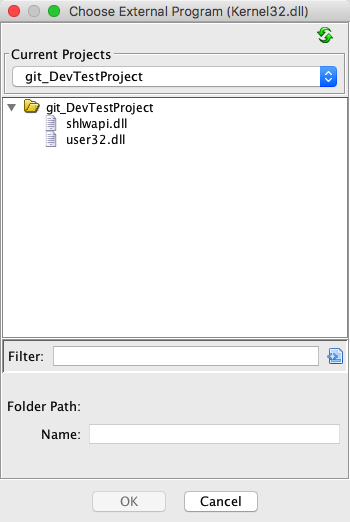 Choose External Program (Kernel32.dll)
Current Projects
git_DevTestProject
git_DevTestProject
shlwapi.dll
user32.dll
Filter:
Folder Path:
Name:
OK Cancel